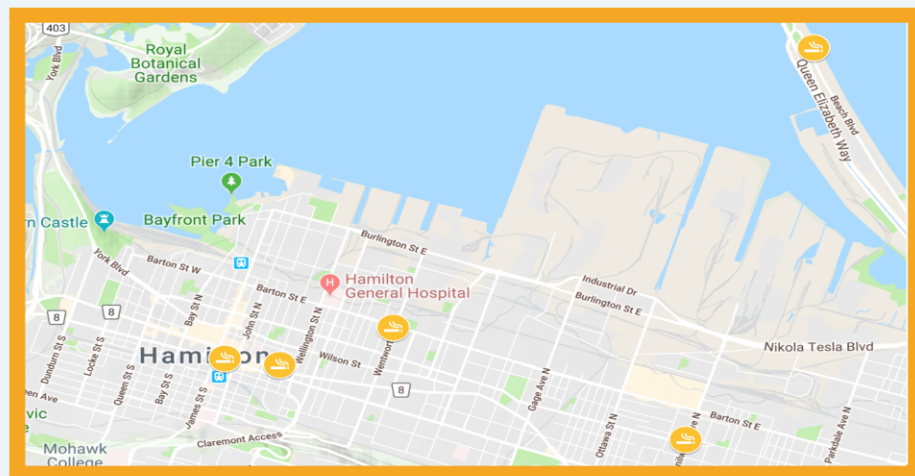 403
York Blvd
Royal
Botanical
Gardens
Queen Elizabeth Way
Beach Blvd
Pier 4 Park
Bayfront Park
n Castle
York Blvd
Barton St W
Burlington St E
Hamilton
General Hospital
H
Industrial Dr
Burlington St E
Bay St N
John St N
Barton St E
Wellington St N
8
8
Nikola Tesla Blvd
Dundurn St S
Locke St S
Queen St S
Bay St S
James St S
Wilson St
8
Gage Ave N
Ottawa St N
Barton St E
Parkdale Ave N
en Ave
vic
Claremont Access
Mohawk
College